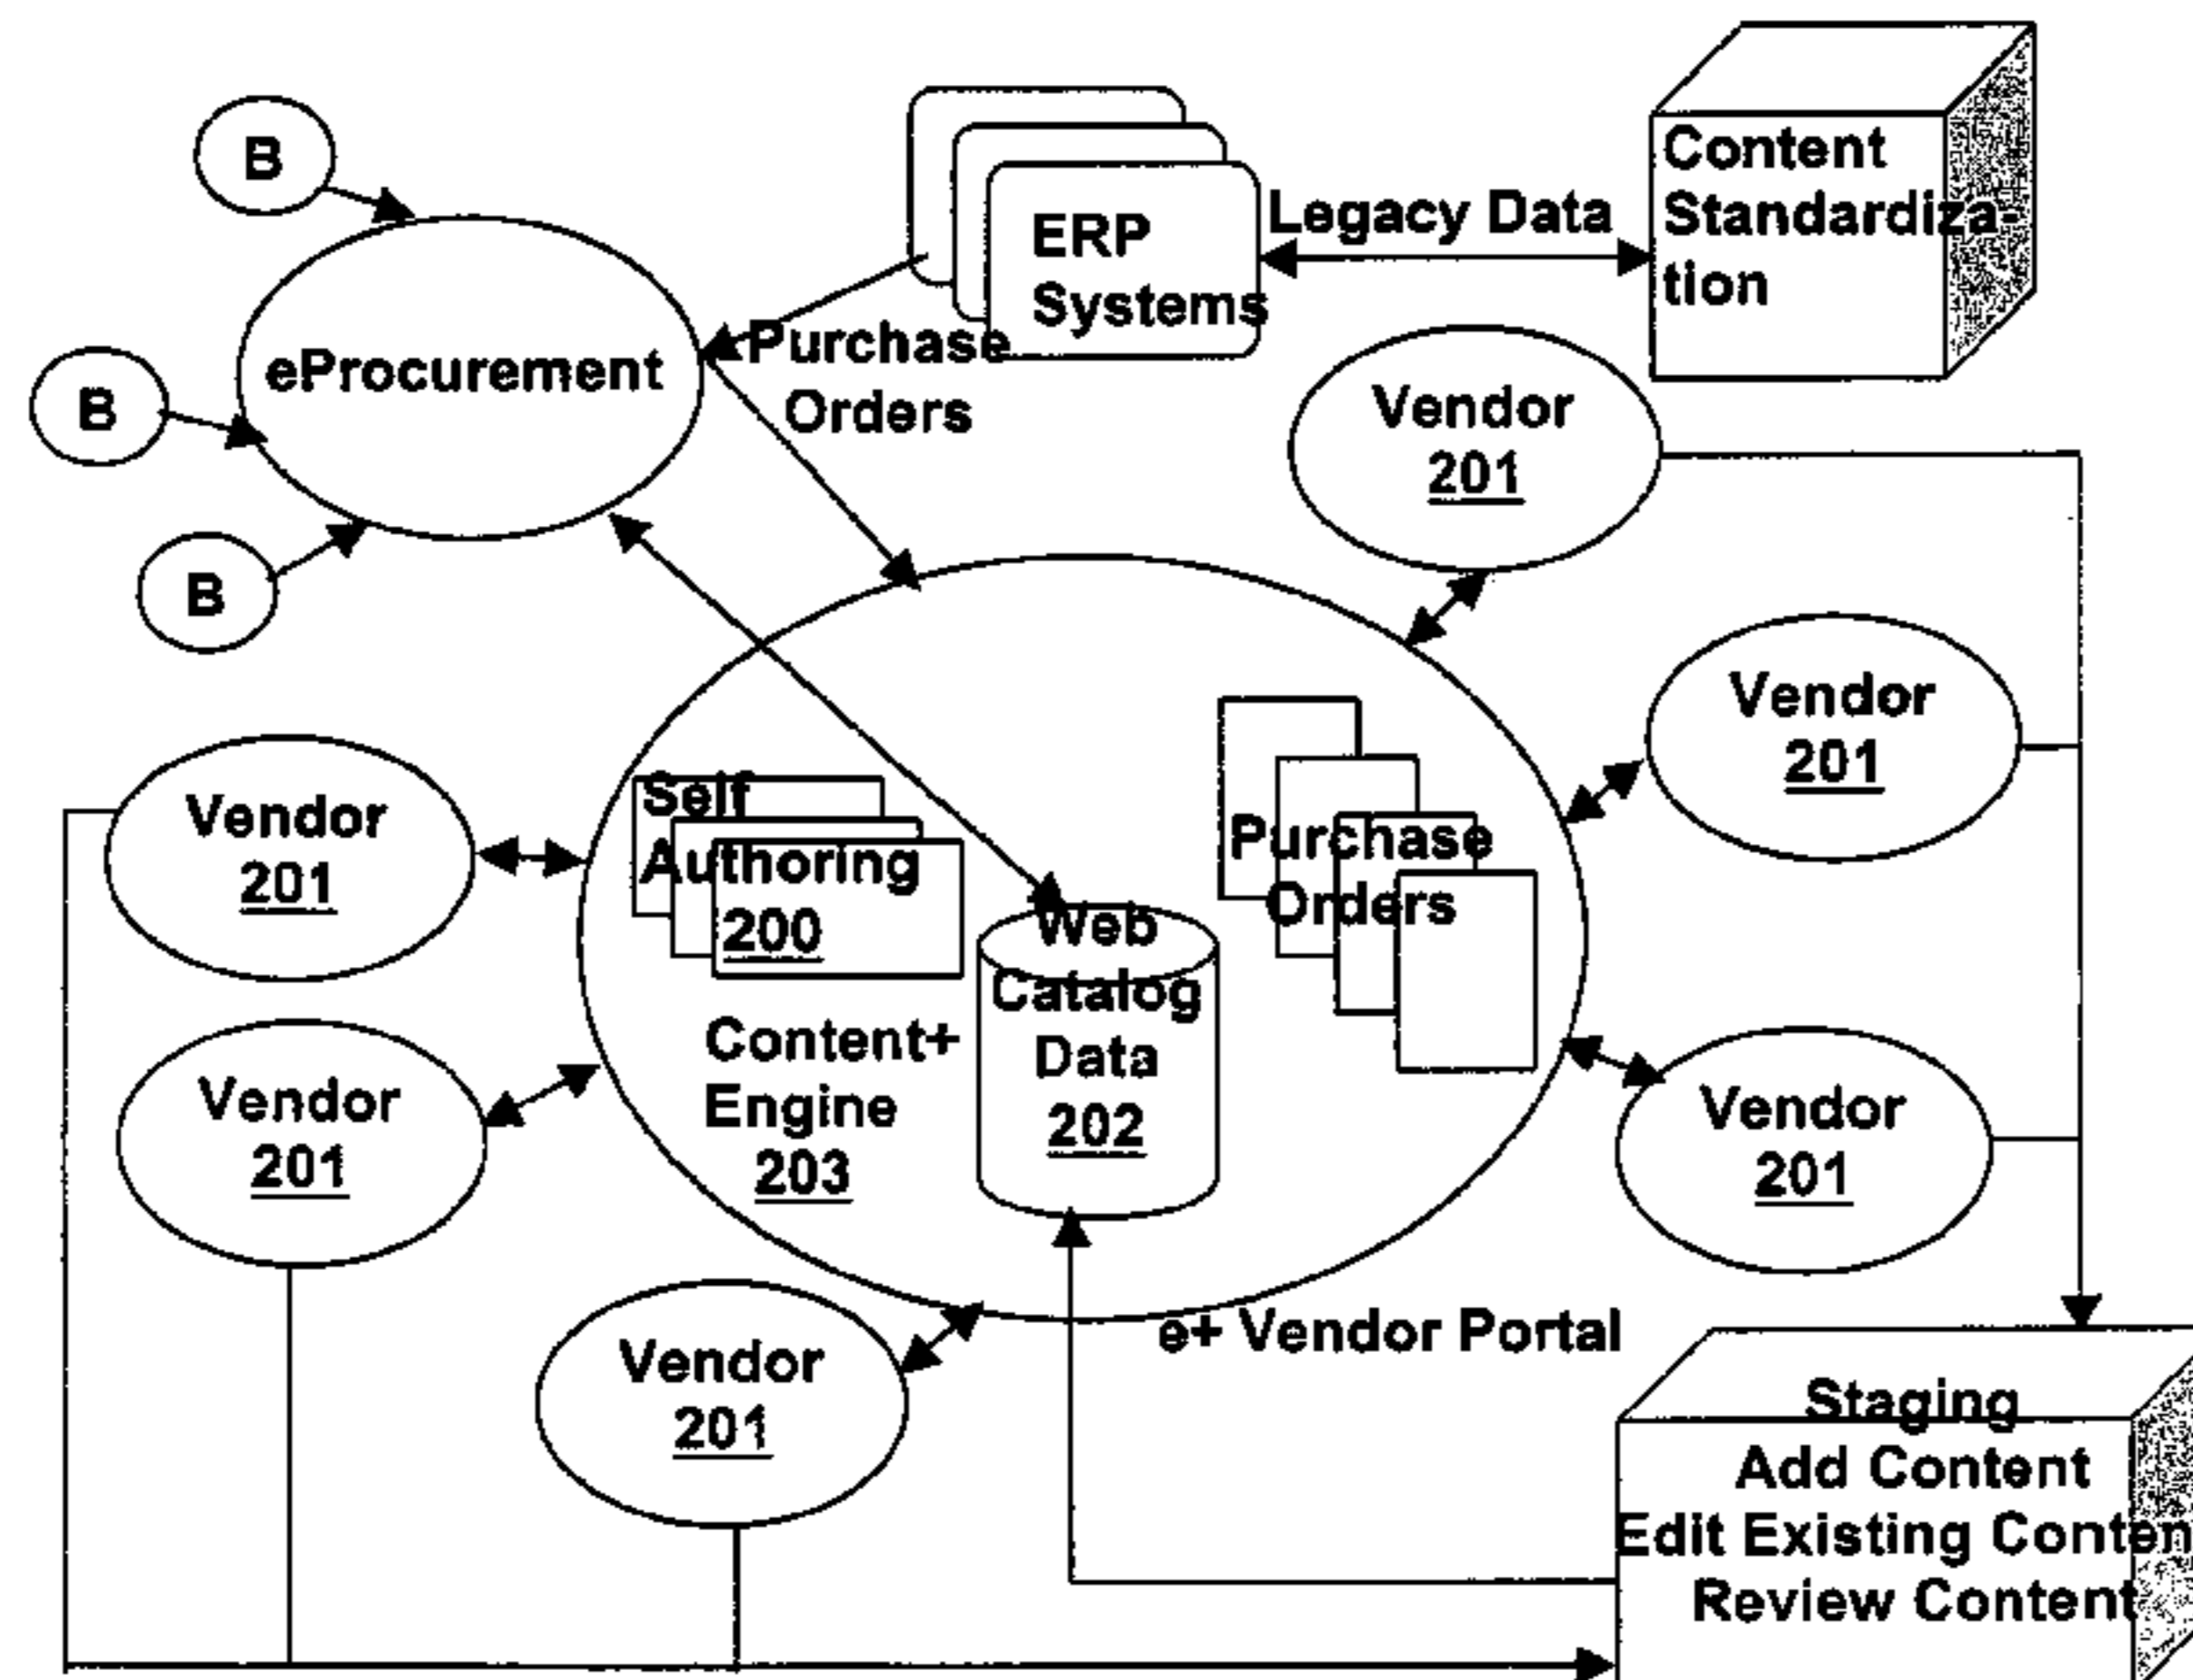 B
Content
Standardiza-
tion
ERP
Systems
Legacy Data
eProcurement
Purchase
Orders
B
B
Vendor
201
Vendor
201
Vendor
201
Self
Authoring
200
Purchase
Orders
Web
Catalog
Data
202
Content+
Engine
203
Vendor
201
Vendor
201
Vendor
201
e+ Vendor Portal
Staging
Add Content
Edit Existing Conten
Review Content